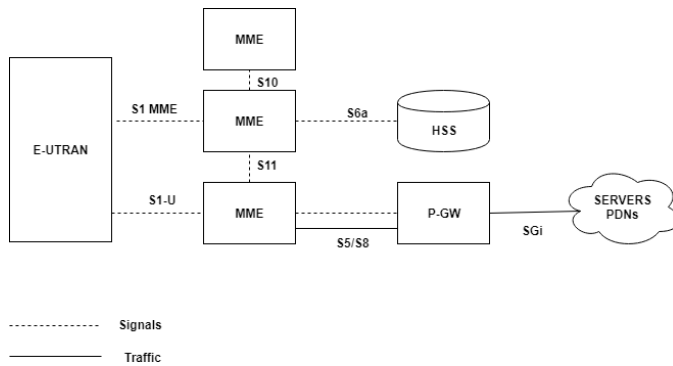 MME
S10
S1 MME
MME
S6a
HSS
E-UTRAN
S11
S1-U
MME
P-GW
SERVERS
PDNs
S5/S8
SGi
Signals
Traffic